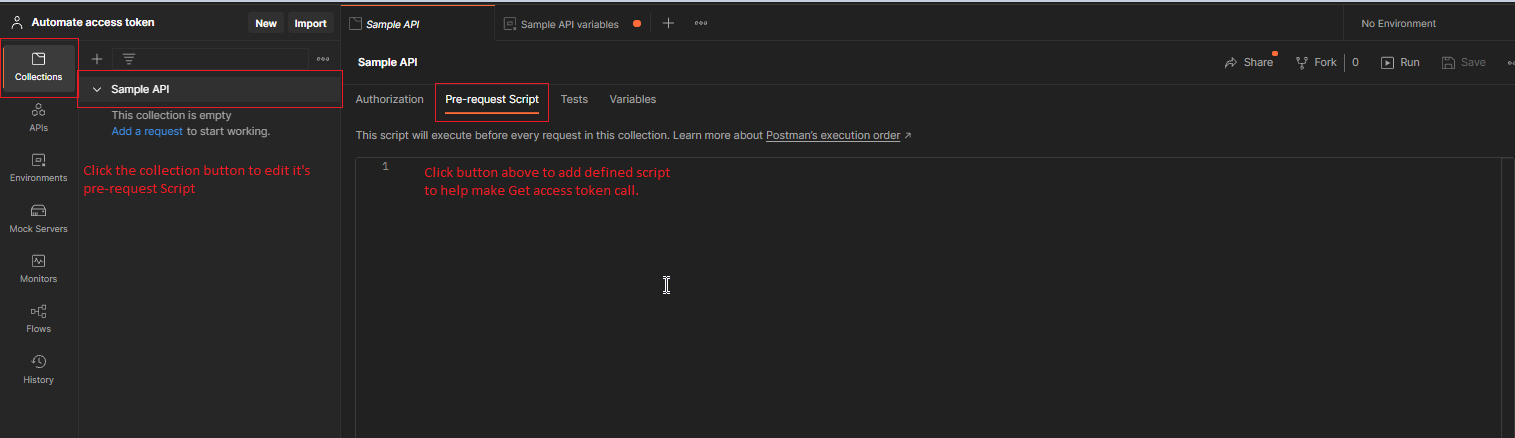 Automate access token
New
Import
Sample API
Sample API variables
No Environment
Collections
APIs
Environments
Mock Servers
Monitors
Flows
History
Sample API
This collection is empty
Add a request to start working.
Click the collection button to edit it's
pre-request Script
Sample API
Share
Fork
0
Run
Save
Authorization
Pre-request Script
Tests
Variables
This script will execute before every request in this collection. Learn more about Postman's execution order ↗
1
Click button above to add defined script
to help make Get access token call.